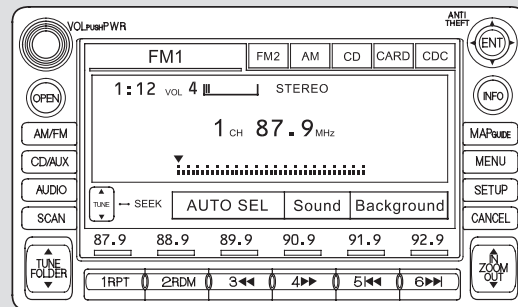 VOL PUSH PWR
ANTI
THEFT
FM1 FM2 AM CD CARD CDC
ENT
1:12 VOL 4 STEREO
OPEN
INFO
1 CH 87.9 MHz
AM/FM
MAP GUIDE
CD/AUX
MENU
AUDIO
SETUP
TUNE SEEK AUTO SEL Sound Background
SCAN
CANCEL
87.9 88.9 89.9 90.9 91.9 92.9
TUNE
FOLDER
IN
ZOOM
OUT
1RPT 2RDM 3◄◄ 4►► 5|◄◄ 6►►|